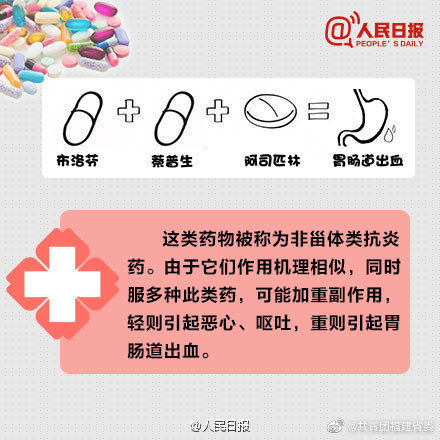 @人民日报
PEOPLE'S DAILY
布洛芬 + 萘普生 + 阿司匹林 = 胃肠道出血
这类药物被称为非甾体类抗炎
药。由于它们作用机理相似，同时
服多种此类药，可能加重副作用，
轻则引起恶心、呕吐，重则引起胃
肠道出血。
@人民日报
@共青团福建省委